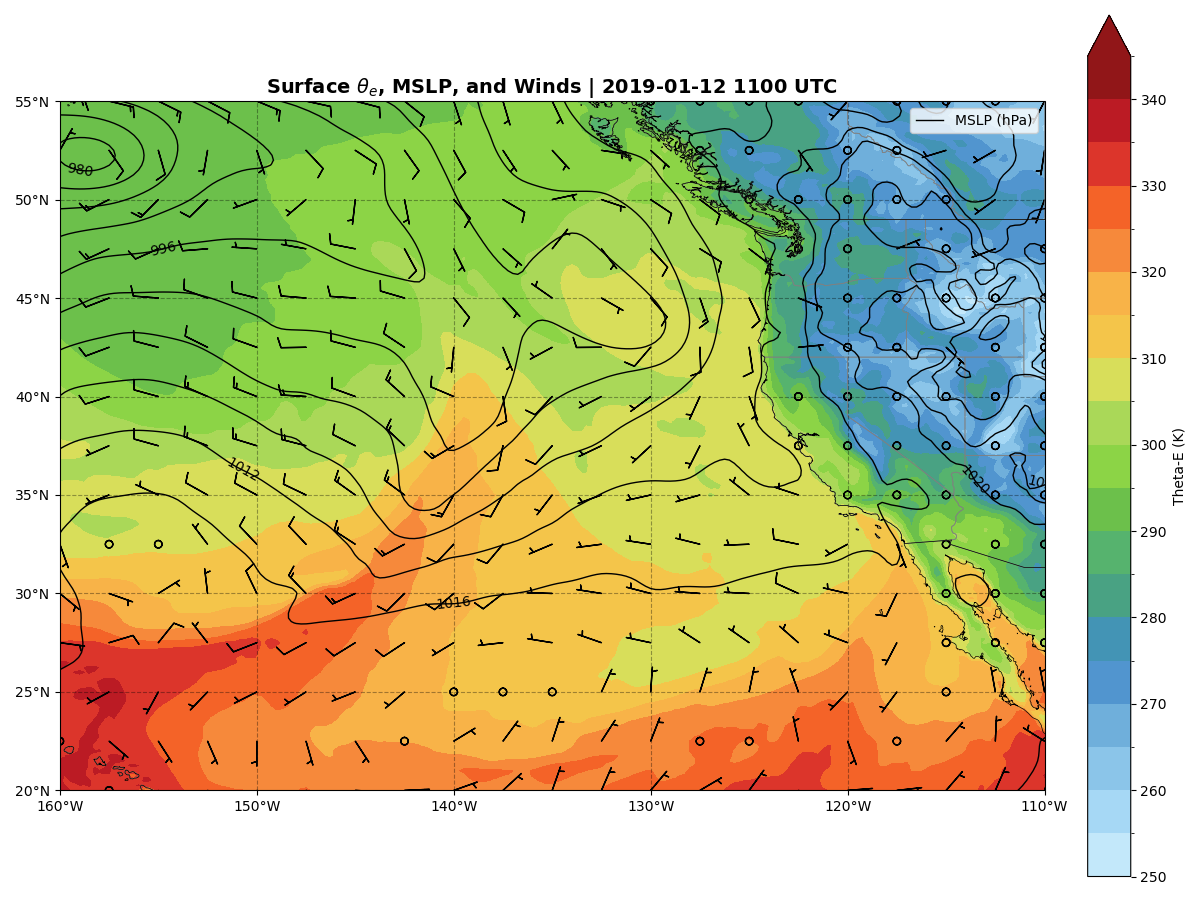 Surface θe, MSLP, and Winds | 2019-01-12 1100 UTC
MSLP (hPa)
55°N
50°N
45°N
40°N
35°N
30°N
25°N
20°N
160°W
150°W
140°W
130°W
120°W
110°W
980
996
1012
1016
1020
10
340
330
320
310
300
290
280
270
260
250
Theta-E (K)